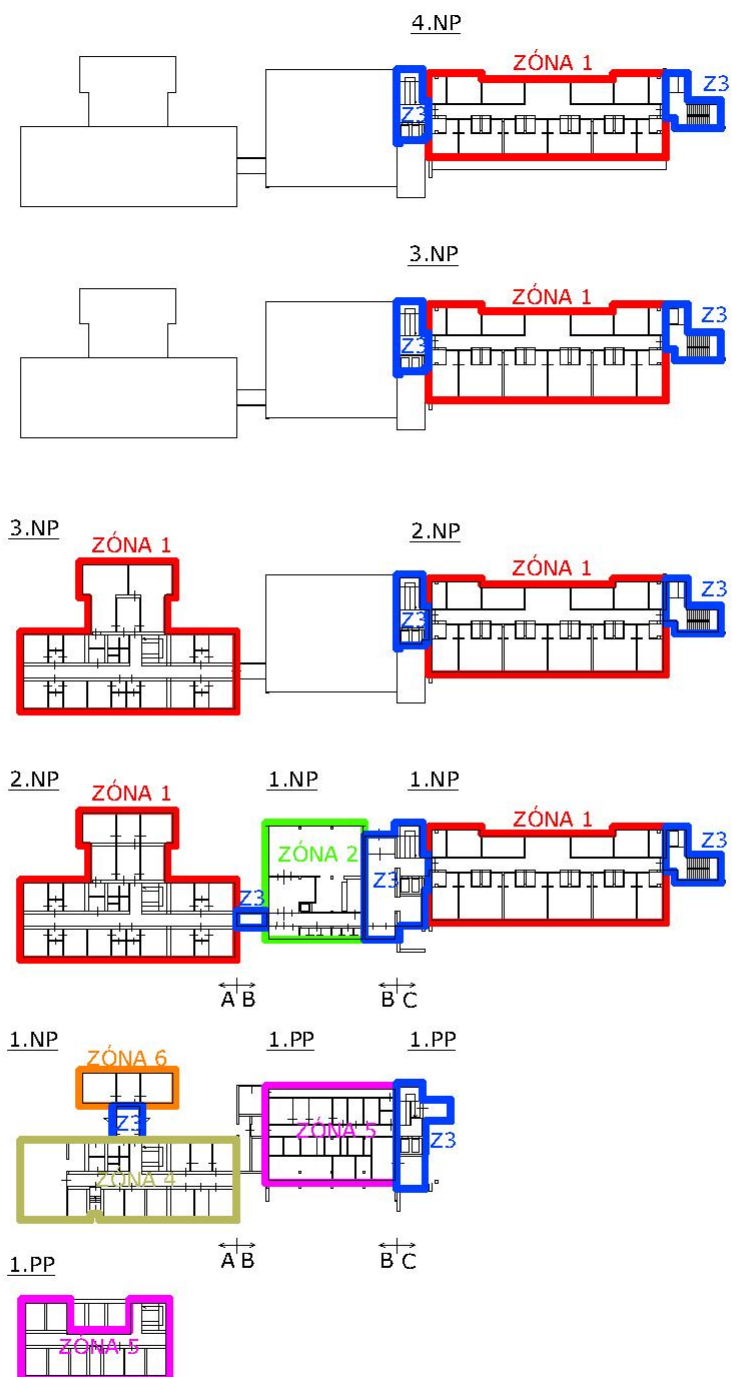 4.NP
ZÓNA 1
Z3
Z3
3.NP
ZÓNA 1
Z3
Z3
3.NP
2.NP
ZÓNA 1
ZÓNA 1
Z3
Z3
2.NP
1.NP
1.NP
ZÓNA 1
ZÓNA 1
ZÓNA 2
Z3
Z3
Z3
A B
B C
1.NP
1.PP
1.PP
ZÓNA 6
Z3
ZÓNA 5
Z3
ZÓNA 4
A B
B C
1.PP
ZÓNA 5